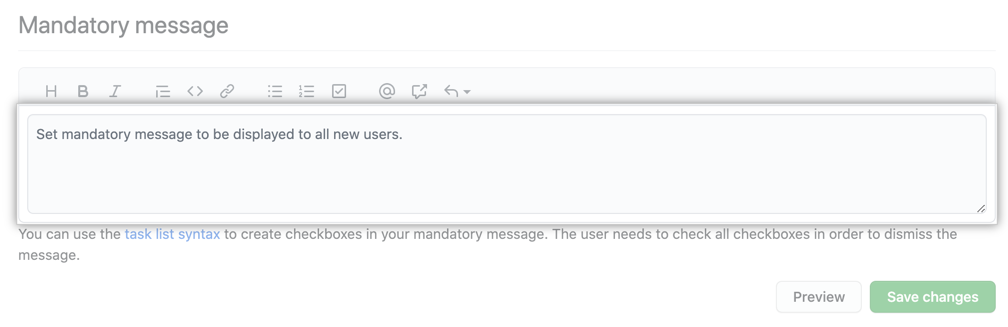 Mandatory message
H B I @
Set mandatory message to be displayed to all new users.
You can use the task list syntax to create checkboxes in your mandatory message. The user needs to check all checkboxes in order to dismiss the
message.
Preview Save changes